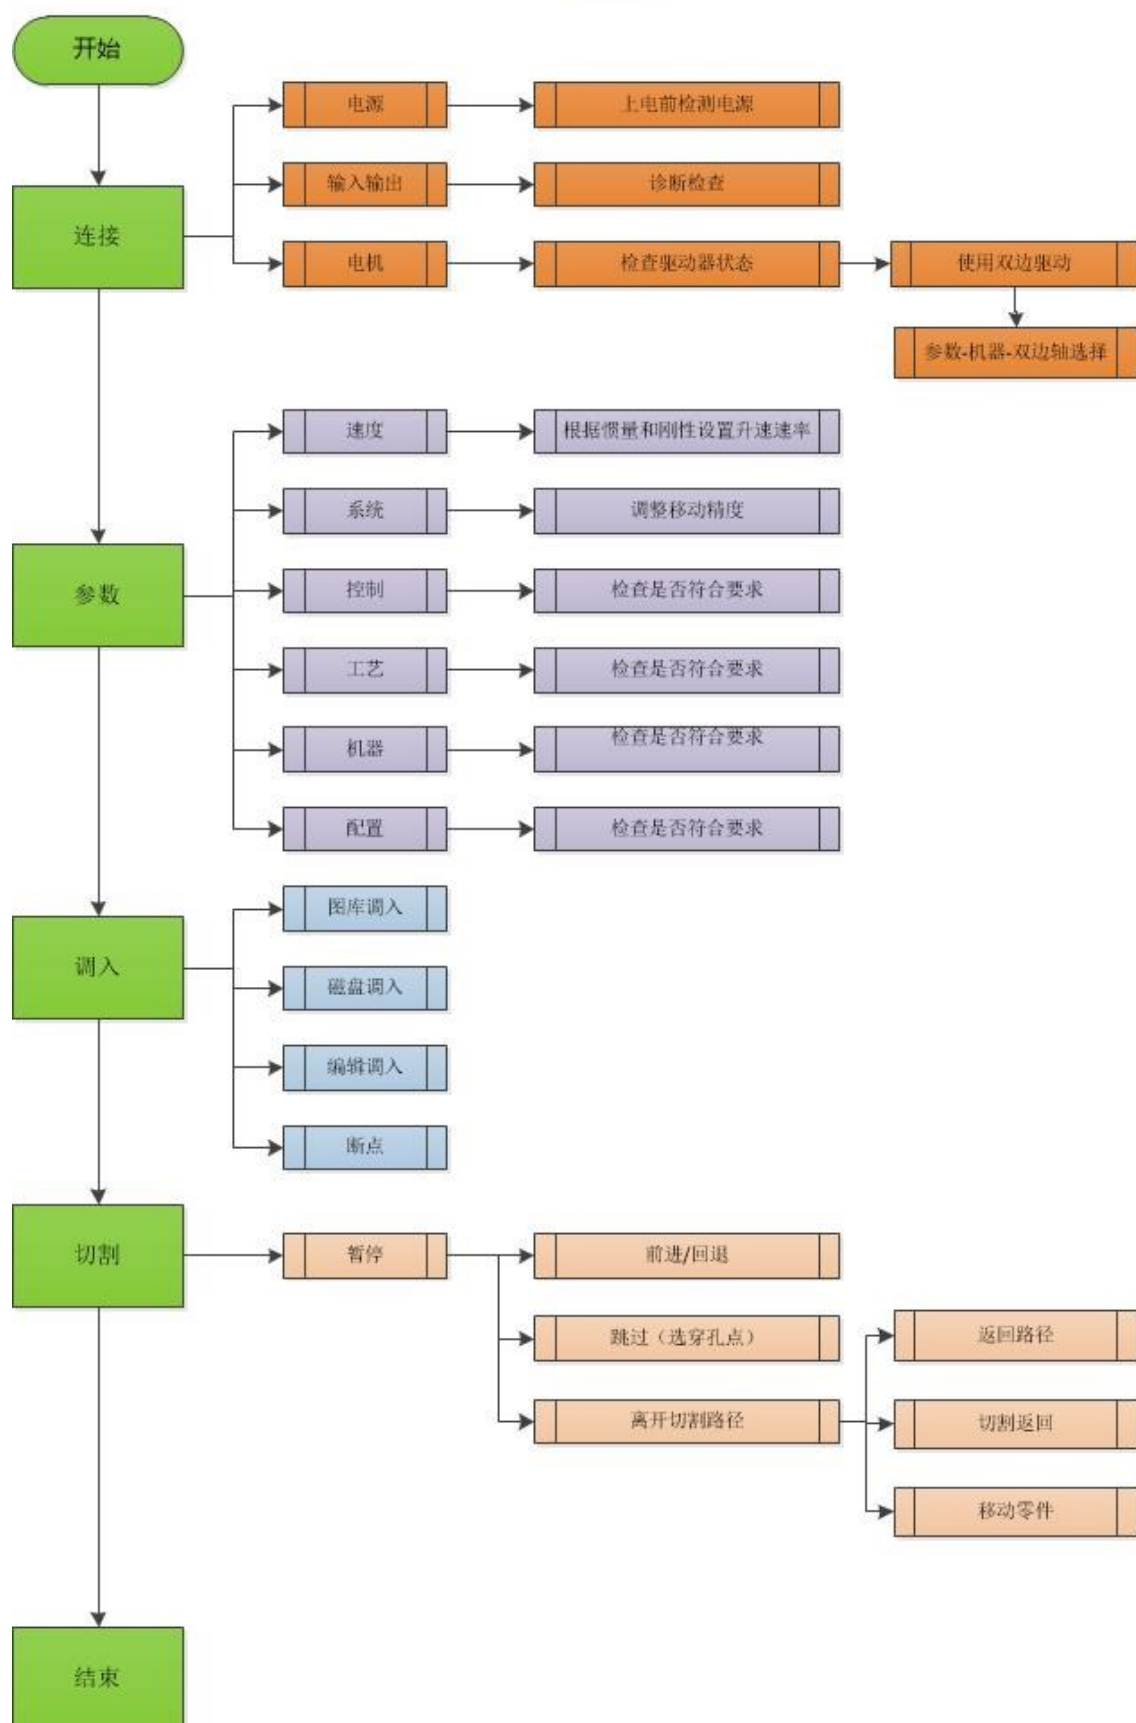 开始
电源
上电前检测电源
输入输出
诊断检查
连接
电机
检查驱动器状态
使用双边驱动
参数-机器-双边轴选择
速度
根据惯量和刚性设置升速速率
系统
调整移动精度
参数
控制
检查是否符合要求
工艺
检查是否符合要求
机器
检查是否符合要求
配置
检查是否符合要求
图库调入
调入
磁盘调入
编辑调入
断点
切割
暂停
前进/回退
跳过（选穿孔点）
返回路径
离开切割路径
切割返回
移动零件
结束